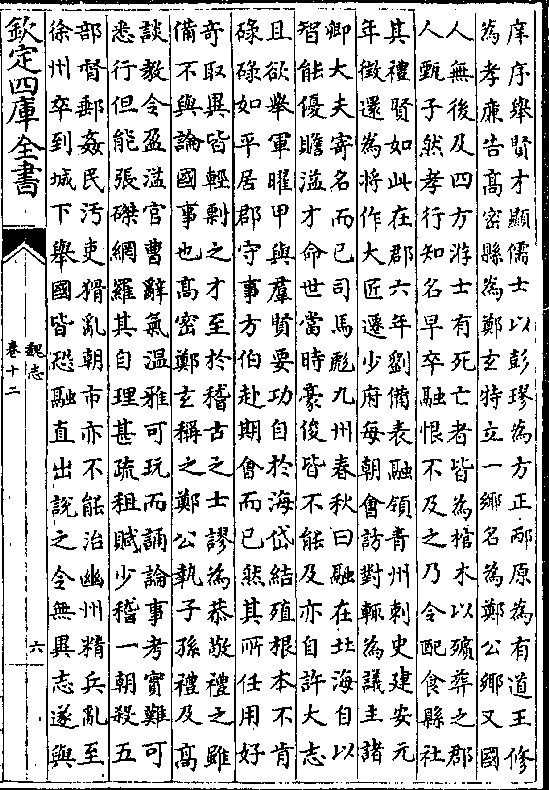 庠序舉賢才顯儒士以彭璆為方正邴原為有道王修
為孝廉告高密縣為鄭玄特立一鄉名為鄭公鄉又國
人無後及四方游士有死亡者皆為棺木以殯葬之郡
人甄子然孝行知名早卒融恨不及之乃令配食縣社
其禮賢如此在郡六年劉備表融領青州刺史建安元
年徵還為將作大匠遷少府每朝會訪對輒為議主諸
卿大夫寄名而已司馬彪九州春秋曰融在北海自以
智能優贍溢才命世當時豪俊皆不能及亦自許大志
且欲舉軍曜甲與羣賢要功自於海岱結殖根本不肯
碌碌如平居郡守事方伯赴期會而已然其所任用好
奇取異皆輕剽之才至於稽古之士謬為恭敬禮之雖
備不與論國事也高密鄭玄稱之鄭公執子孫禮及高
談教令盈溢官曹辭氣溫雅可玩而誦論事考實難可
悉行但能張磔網羅其自理甚疏租賦少稽一朝殺五
部督郵姦民汚吏猾亂朝市亦不能治幽州精兵亂至
徐州卒到城下舉國皆恐融直出說之令無異志遂與
欽定四庫全書
魏志
卷十二
六